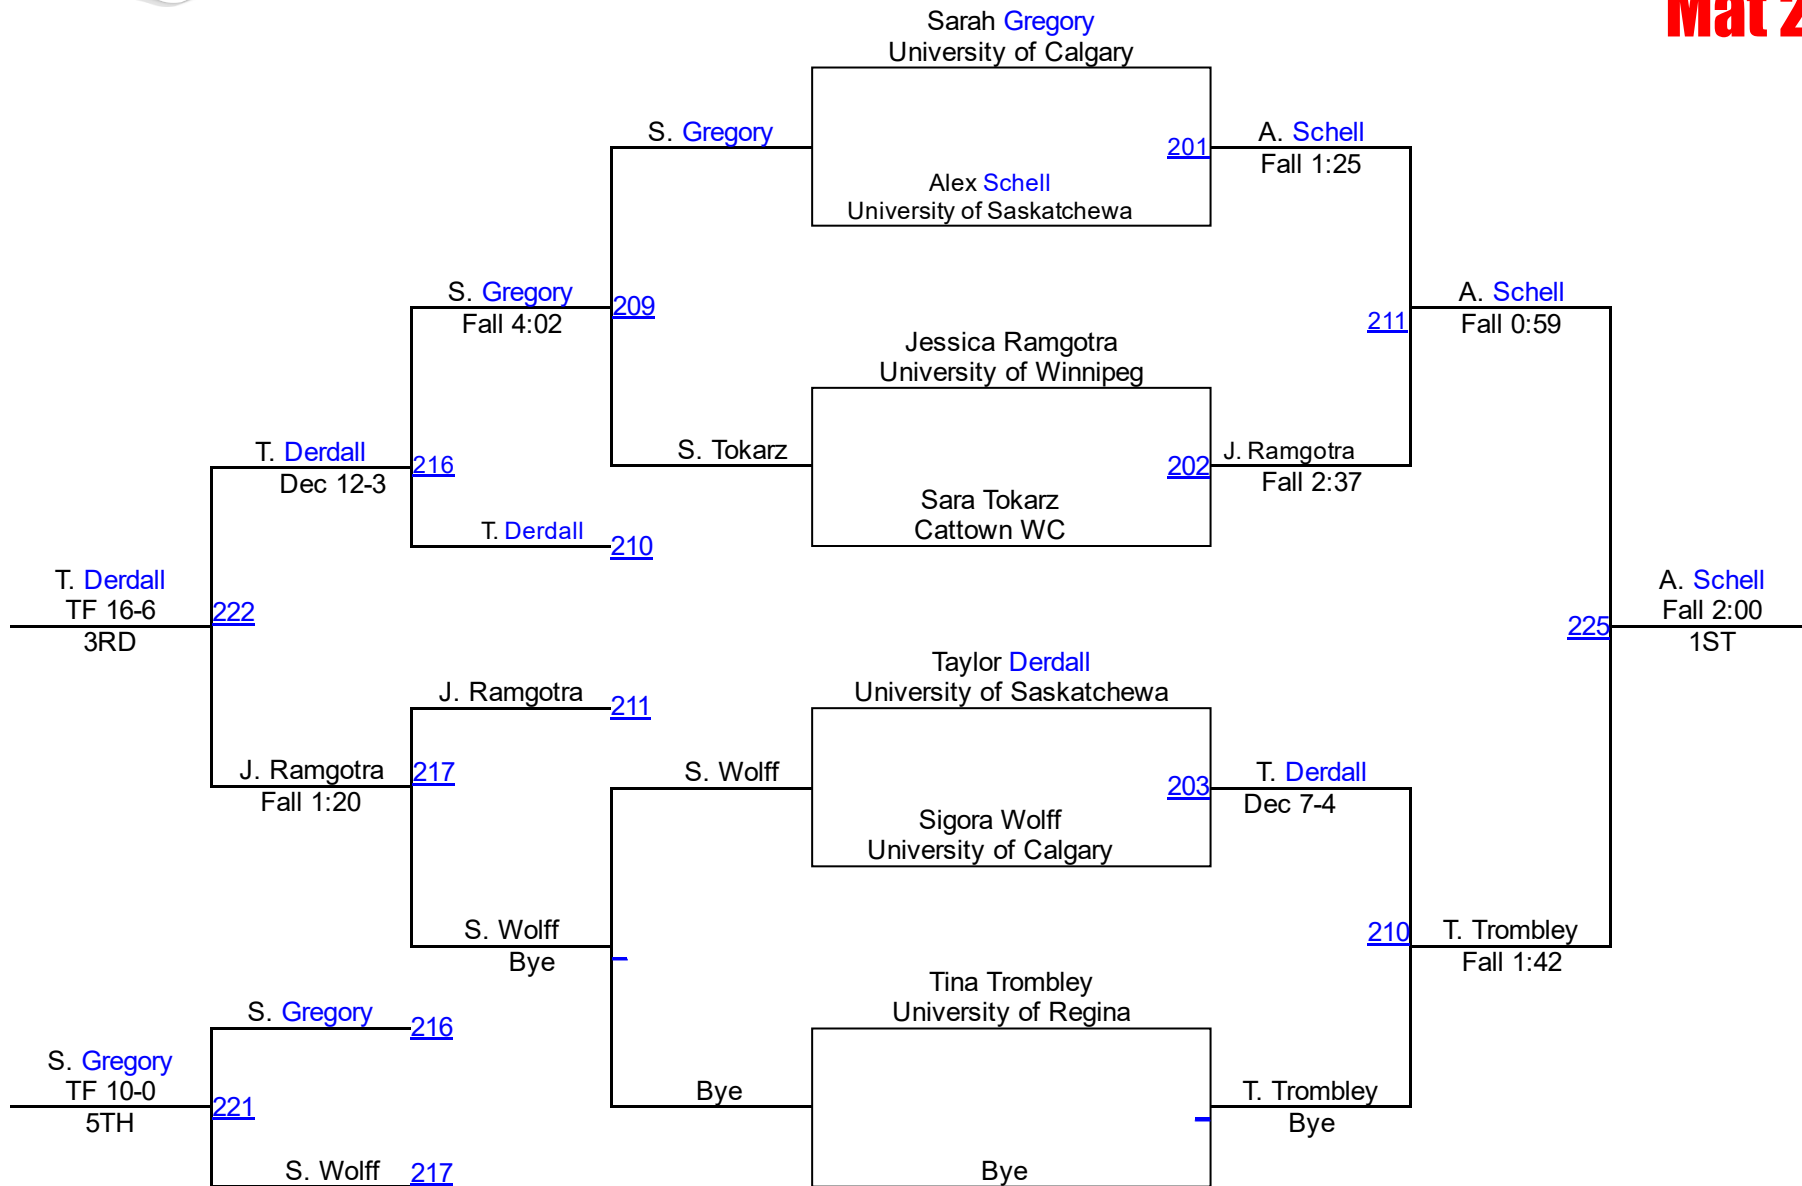 Mat 2
Sarah Gregory
University of Calgary
S. Gregory
201
A. Schell
Fall 1:25
Alex Schell
University of Saskatchewa
S. Gregory
Fall 4:02
209
A. Schell
Fall 0:59
211
Jessica Ramgotra
University of Winnipeg
T. Derdall
Dec 12-3
216
S. Tokarz
202
J. Ramgotra
Fall 2:37
Sara Tokarz
Cattown WC
T. Derdall
210
T. Derdall
TF 16-6
3RD
222
A. Schell
Fall 2:00
1ST
225
Taylor Derdall
University of Saskatchewa
J. Ramgotra
211
J. Ramgotra
Fall 1:20
217
S. Wolff
203
T. Derdall
Dec 7-4
Sigora Wolff
University of Calgary
S. Wolff
Bye
210
T. Trombley
Fall 1:42
Tina Trombley
University of Regina
S. Gregory
216
S. Gregory
TF 10-0
5TH
221
Bye
T. Trombley
Bye
S. Wolff
217
Bye